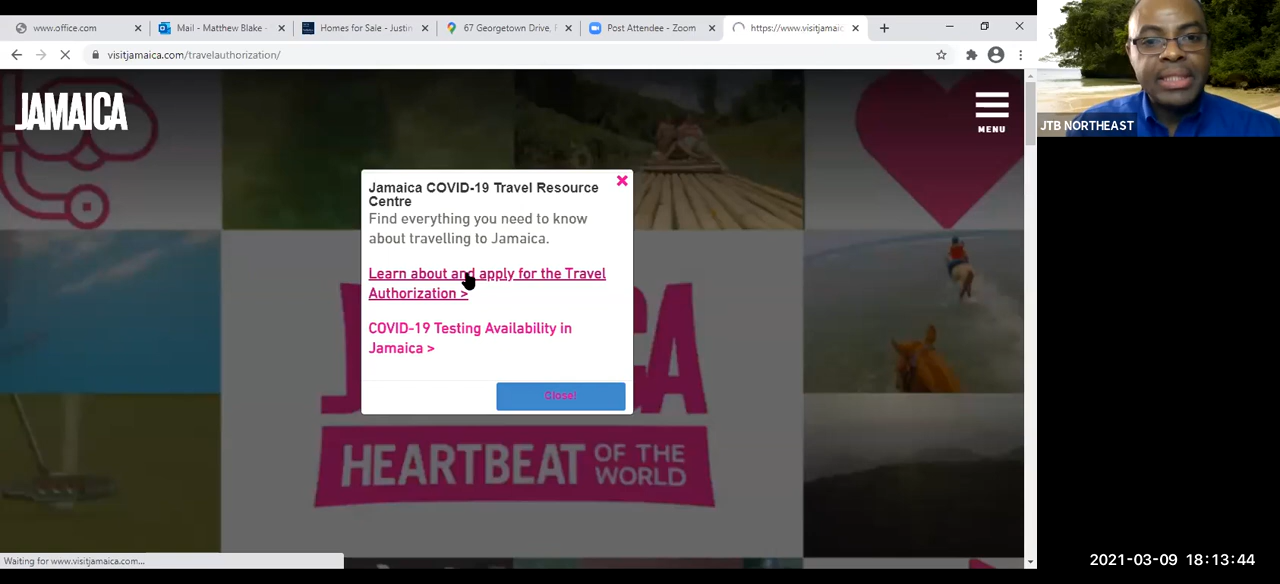 www.office.com
Mail - Matthew Blake -
Homes for Sale - Justin
67 Georgetown Drive,
Post Attendee - Zoom
https://www.visitjamaic
visitjamaica.com/travelauthorization/
JAMAICA
MENU
JTB NORTHEAST
Jamaica COVID-19 Travel Resource
Centre
Find everything you need to know
about travelling to Jamaica.
Learn about and apply for the Travel
Authorization >
COVID-19 Testing Availability in
Jamaica >
Close!
HEARTBEAT OF THE
WORLD
Waiting for www.visitjamaica.com...
2021-03-09 18:13:44